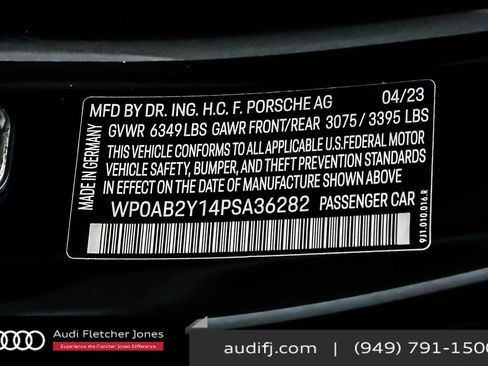 MFD BY DR. ING. H.C. F. PORSCHE AG 04/23
GVWR 6349LBS GAWR FRONT/REAR 3075/3395 LBS
THIS VEHICLE CONFORMS TO ALL APPLICABLE U.S.FEDERAL MOTOR
VEHICLE SAFETY, BUMPER, AND THEFT PREVENTION STANDARDS
IN EFFECT ON THE DATE OF MANUFACTURE SHOWN ABOVE
WP0AB2Y14PSA36282 PASSENGER CAR
MADE IN GERMANY
9J1.010.016.R
Audi Fletcher Jones
Experience the Fletcher Jones Difference.
audifj.com | (949) 791-1500